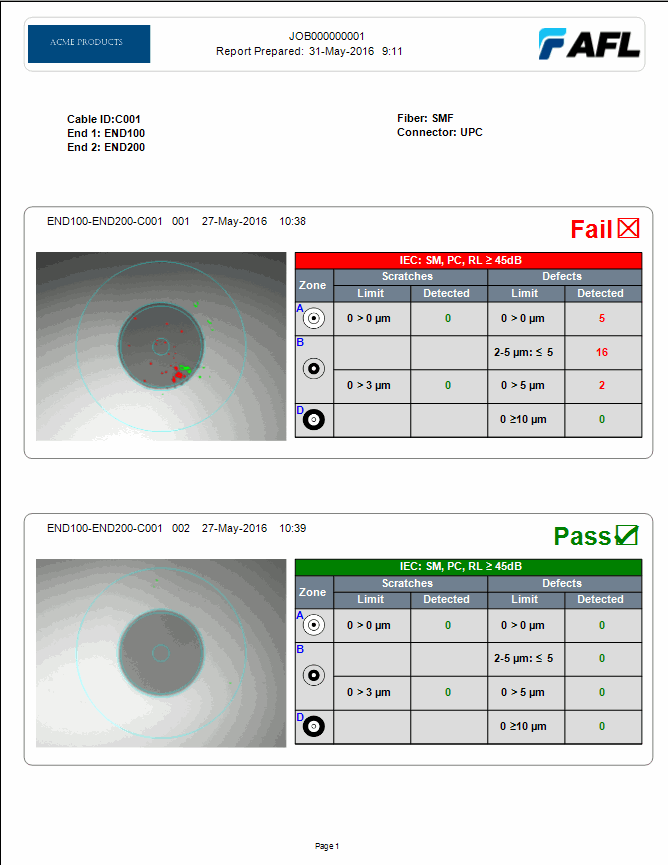 ACME PRODUCTS
JOB000000001
Report Prepared: 31-May-2016 9:11
AFL
Cable ID:C001
End 1: END100
End 2: END200
Fiber: SMF
Connector: UPC
END100-END200-C001 001 27-May-2016 10:38
Fail
IEC: SM, PC, RL ≥ 45dB
Zone Scratches Defects
Limit Detected Limit Detected
A 0 > 0 µm 0 0 > 0 µm 5
B 2-5 µm: ≤ 5 16
0 > 3 µm 0 0 > 5 µm 2
D 0 ≥10 µm 0
END100-END200-C001 002 27-May-2016 10:39
Pass
IEC: SM, PC, RL ≥ 45dB
Zone Scratches Defects
Limit Detected Limit Detected
A 0 > 0 µm 0 0 > 0 µm 0
B 2-5 µm: ≤ 5 0
0 > 3 µm 0 0 > 5 µm 0
D 0 ≥10 µm 0
Page 1